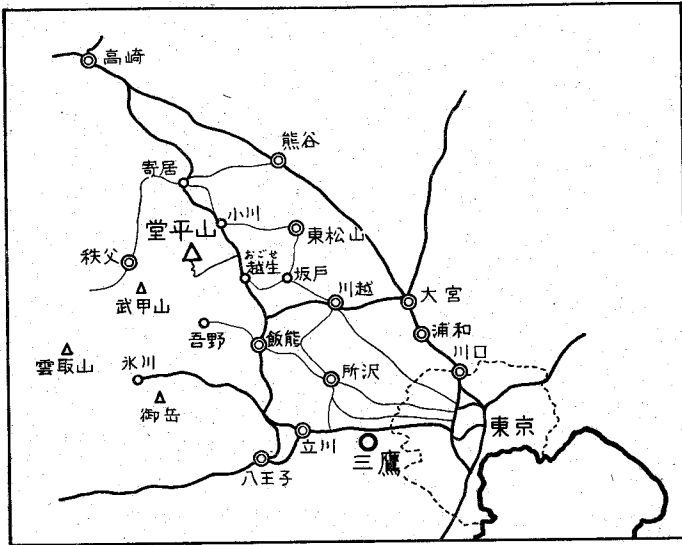 高崎
熊谷
寄居
小川
東松山
堂平山
秩父
おごせ
越生
坂戸
川越
大宮
武甲山
吾野
飯能
浦和
川口
雲取山
氷川
御岳
所沢
東京
立川
三鷹
八王子